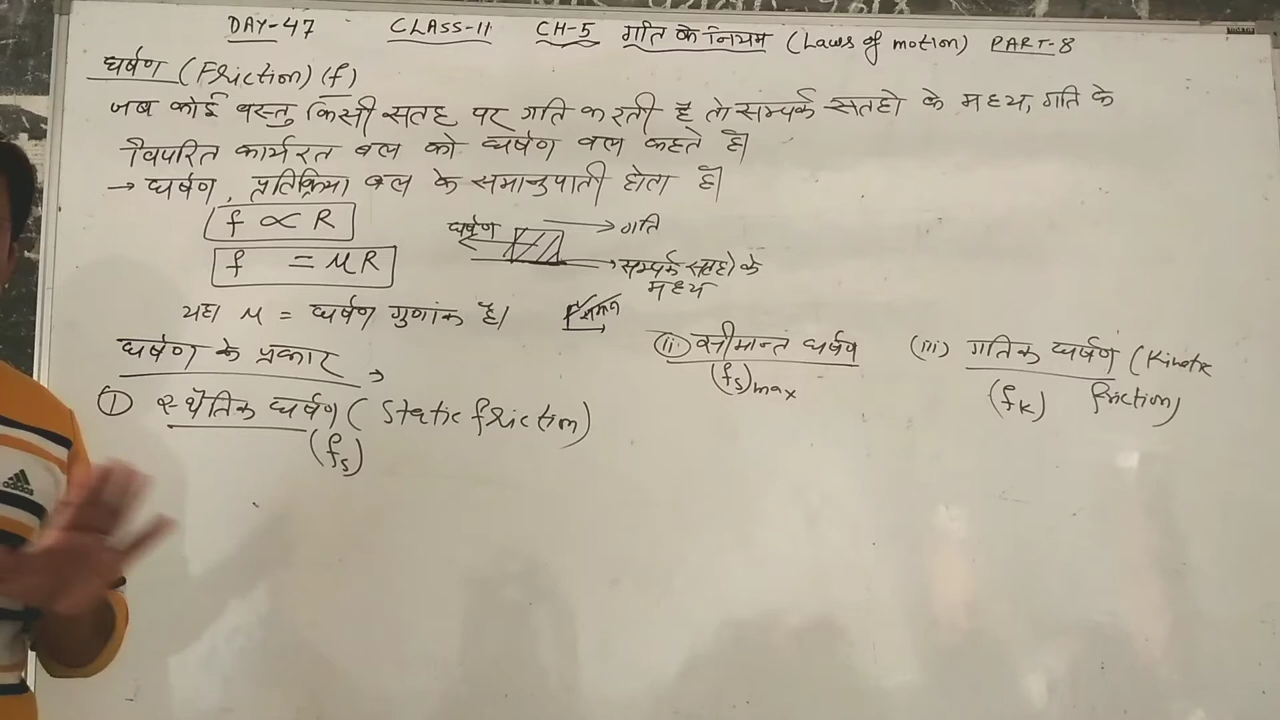 DAY-47 CLASS-11 CH-5 गति के नियम (Laws of motion) PART-8
घर्षण (Friction) (f)
जब कोई वस्तु किसी सतह पर गति करती है तो सम्पर्क सतहो के मध्य, गति के
विपरित कार्यरत बल को घर्षण बल कहते है।
→ घर्षण, प्रतिक्रिया बल के समानुपाती होता है।
f ∝ R
घर्षण → गति
f = μR
→ सम्पर्क सतहो के
मध्य
यहा μ = घर्षण गुणांक है।
घर्षण के प्रकार →
① स्थैतिक घर्षण (Static friction)
(fs)
(ii) सीमान्त घर्षण
(fs)max
(iii) गतिक घर्षण (Kinetic
friction)
(fK)